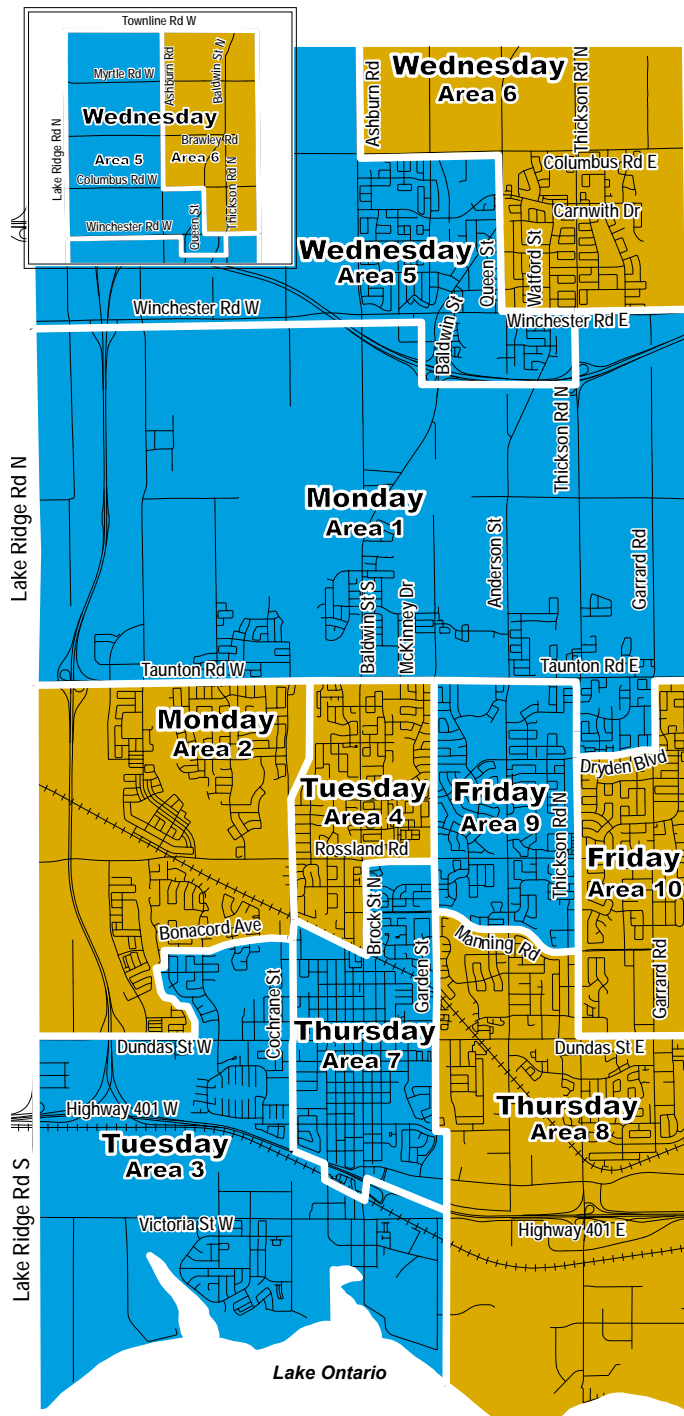 Townline Rd W
Myrtle Rd W
Ashburn Rd
Baldwin St N
Wednesday
Brawley Rd
Area 5
Area 6
Lake Ridge Rd N
Columbus Rd W
Thickson Rd N
Queen St
Winchester Rd W
Ashburn Rd
Wednesday
Area 6
Thickson Rd N
Columbus Rd E
Carnwith Dr
Wednesday
Area 5
Queen St
Watford St
Winchester Rd W
Baldwin St
Winchester Rd E
Thickson Rd N
Lake Ridge Rd N
Monday
Area 1
Anderson St
Garrard Rd
Baldwin St S
McKinney Dr
Taunton Rd W
Taunton Rd E
Monday
Area 2
Dryden Blvd
Tuesday
Area 4
Friday
Area 9
Thickson Rd N
Rossland Rd
Friday
Area 10
Brock St N
Bonacord Ave
Manning Rd
Garden St
Garrard Rd
Cochrane St
Thursday
Area 7
Dundas St W
Dundas St E
Highway 401 W
Thursday
Area 8
Tuesday
Area 3
Lake Ridge Rd S
Victoria St W
Highway 401 E
Lake Ontario